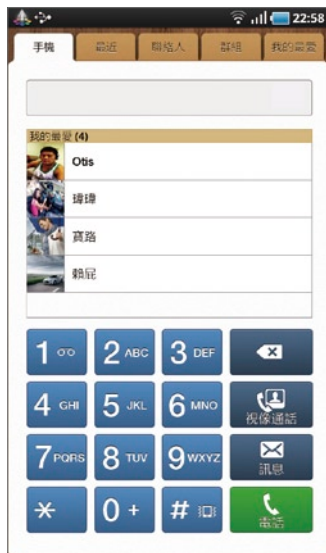 22:58
手機 最近 聯絡人 群組 我的最愛
我的最愛 (4)
Otis
瑋瑋
寶路
賴屁
1 2 ABC 3 DEF
4 GHI 5 JKL 6 MNO 視像通話
7 PQRS 8 TUV 9 WXYZ 訊息
* 0 + # 電話